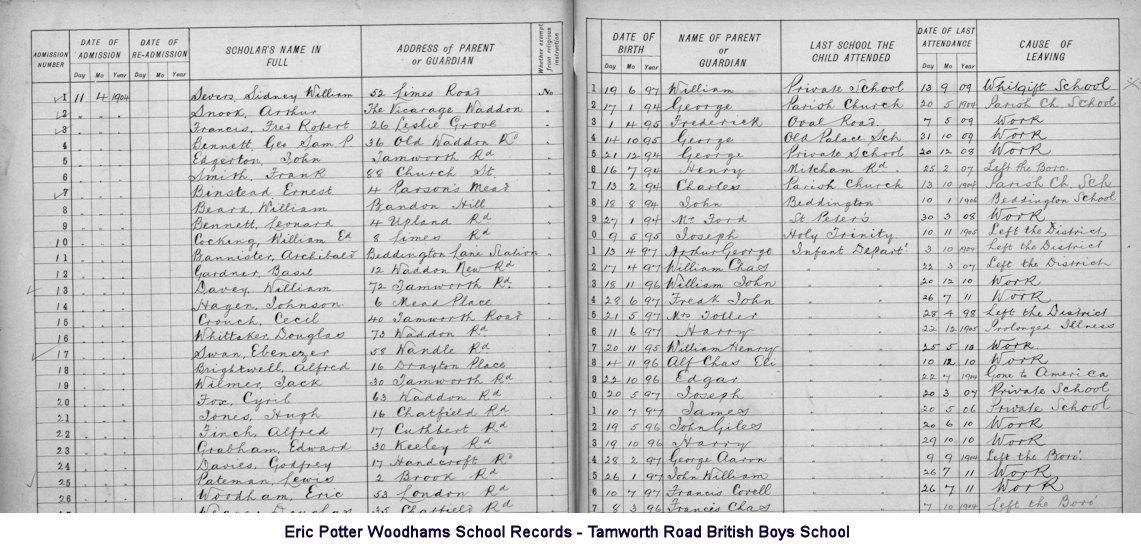 ADMISSION NUMBER
DATE OF ADMISSION
DATE OF RE-ADMISSION
SCHOLAR'S NAME IN FULL
ADDRESS of PARENT or GUARDIAN
Whether exempt from religious instruction
Day Mo Year Day Mo Year
1 11 4 1904 Severs, Sidney William 52 Limes Road No
2 Snook, Arthur The Vicarage Waddon
3 Francis, Fred Robert 26 Leslie Grove
4 Bennett, Geo Sam P 36 Old Waddon Rd
5 Edgerton, John Tamworth Rd
6 Smith, Frank 88 Church St.
7 Binstead Ernest 4 Parson's Mead
8 Beard, William Hill
9 Bennett, Leonard 4 Upland Rd
10 Cocking, William Ed 8 Limes Rd
11 Bannister, Archibald Beddington Lane Station
12 Gardner, Basil 12 Waddon New Rd
13 Davey, William 72 Tamworth Rd
14 Hagen, Johnson 6 Mead Place
15 Crouch, Cecil 40 Tamworth Road
16 Whittaker, Douglas 73 Waddon Rd
17 Swan, Ebenezer 58 Wandle Rd
18 Brightwell, Alfred 16 Drayton Place
19 Wilmer, Jack 30 Tamworth Rd
20 Fox, Cyril 63 Waddon Rd
21 Jones, Hugh 16 Chatfield Rd
22 Finch, Alfred 17 Cuthbert Rd
23 Grabham, Edward 30 Keeley Rd
24 Davies, Godfrey 17 Handcroft Rd
25 Pateman, Lewis 2 Brook Rd
26 Woodham, Eric 53 London Rd
35 Chatfield Rd
DATE OF BIRTH
NAME OF PARENT or GUARDIAN
LAST SCHOOL THE CHILD ATTENDED
DATE OF LAST ATTENDANCE
CAUSE OF LEAVING
Day Mo Year Day Mo Year
1 19 6 97 William Private School 13 9 09 Whitgift School
2 17 1 94 George Parish Church 20 5 1904 Parish Ch. School
3 1 4 95 Frederick Oval Road. 7 5 09 Work
4 14 10 95 George Old Palace Sch 31 10 09 Work
5 21 12 94 George Private School 20 12 08 Work
6 16 7 94 Henry Mitcham Rd. 25 2 07 Left the Boro.
7 13 2 94 Charles Parish Church 13 10 1904 Parish Ch. Sch
8 18 8 94 John Beddington 10 1 1906 Beddington School
9 27 1 94 Mr Ford St Peter's 30 3 08 Work
0 9 5 95 Joseph Holy Trinity 10 11 1905 Left the District,
1 13 4 97 Arthur George Infant Depart' 3 10 1904 Left the District
2 17 4 97 William Chas 22 3 07 Left the District
3 18 11 96 William John 20 12 10 Work
4 28 6 97 Freak John 26 7 11 Work
5 21 5 97 Mrs Toller 28 4 98 Left the District
6 11 6 97 Harry 22 12 1905 Prolonged Illness
7 20 11 95 William Henry 25 5 10 Work.
8 4 11 96 Alf Chas Eli 10 12 10 Work
9 22 10 96 Edgar 22 7 1904 Gone to America
0 20 5 97 Joseph 20 3 07 Private School
1 10 7 97 James 20 5 06 Private School
2 19 5 96 John Giles 20 6 10 Work
3 19 10 96 Harry 29 10 10 Work
4 28 2 97 George Aaron 9 9 1904 Left the Boro'.
5 26 1 97 John William 26 7 11 Work
6 10 7 97 Francis Covell 26 7 11 Work
7 8 3 96 Francis Chas 7 10 1904 Left the Boro'
Eric Potter Woodhams School Records - Tamworth Road British Boys School